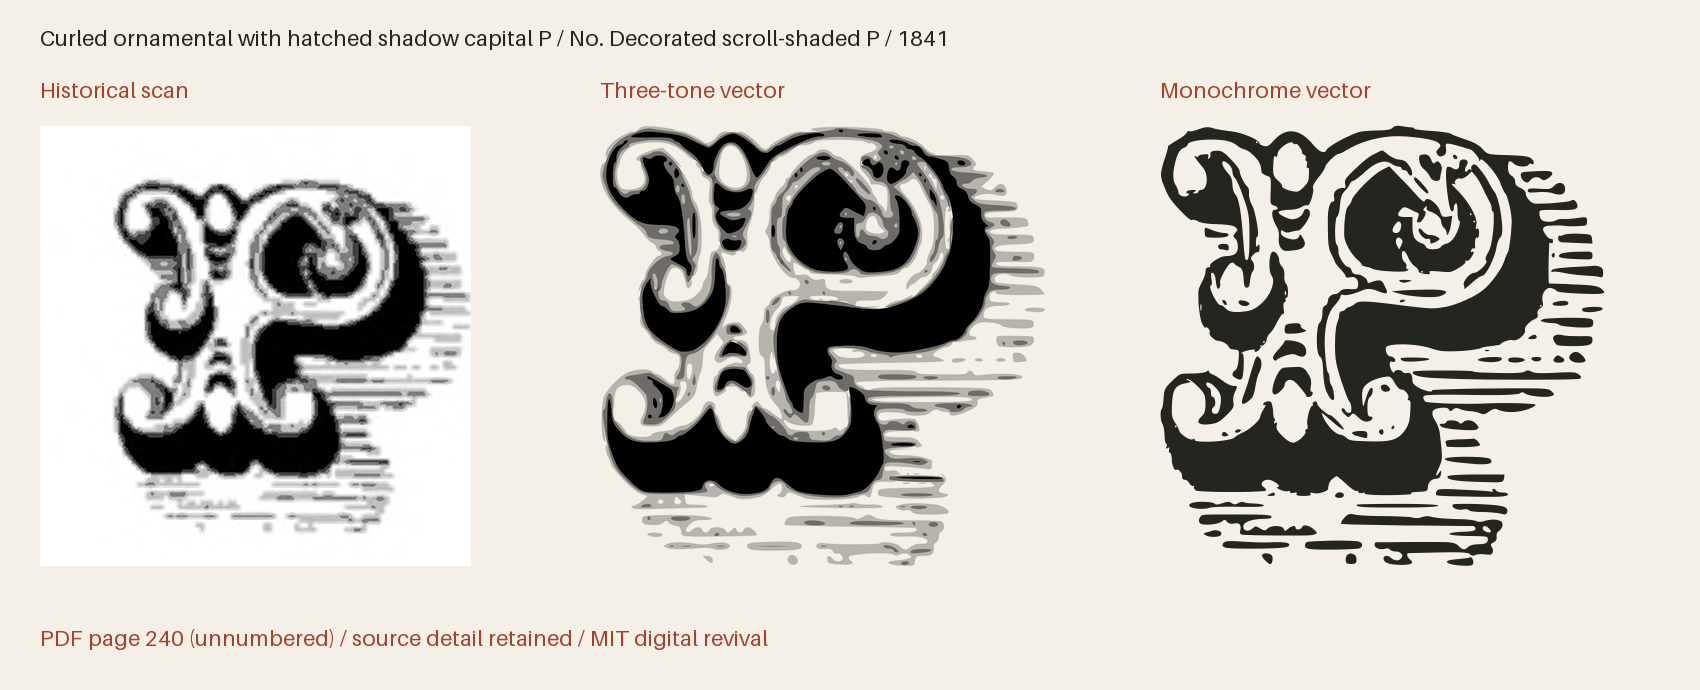 Curled ornamental with hatched shadow capital P / No. Decorated scroll-shaded P / 1841
Historical scan
Three-tone vector
Monochrome vector
P
P
P
PDF page 240 (unnumbered) / source detail retained / MIT digital revival